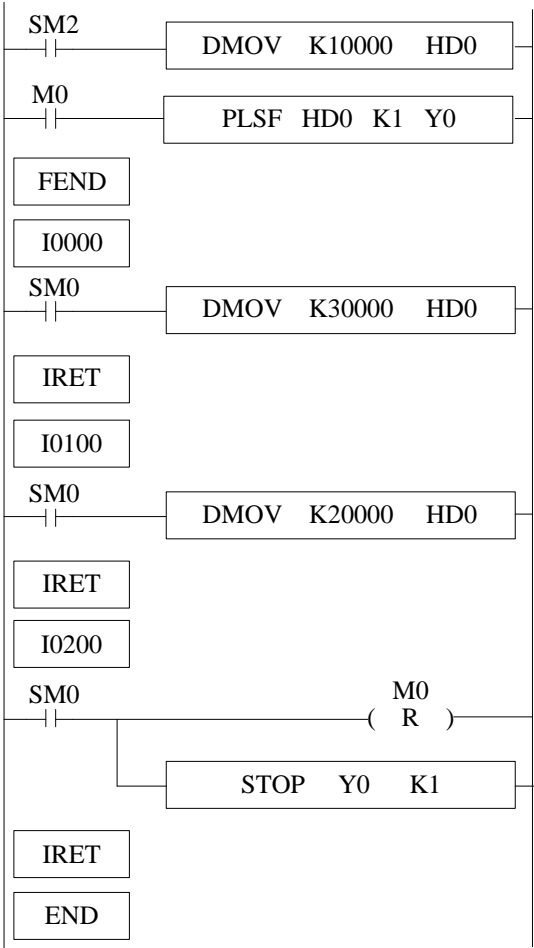 SM2
DMOV K10000 HD0
M0
PLSF HD0 K1 Y0
FEND
I0000
SM0
DMOV K30000 HD0
IRET
I0100
SM0
DMOV K20000 HD0
IRET
I0200
SM0
M0
( R )
STOP Y0 K1
IRET
END